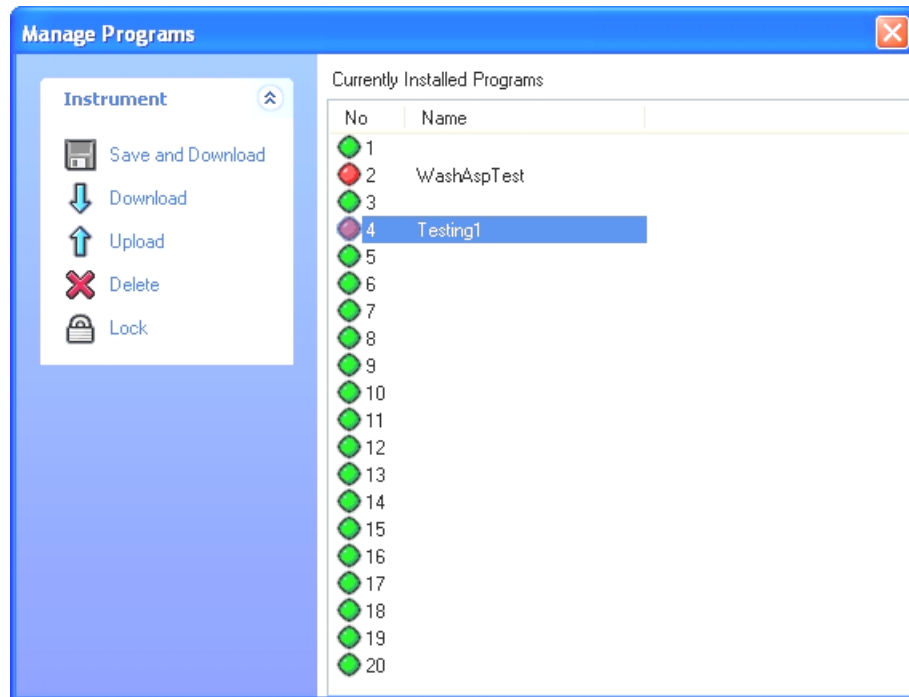 Manage Programs
Instrument
Save and Download
Download
Upload
Delete
Lock
Currently Installed Programs
No Name
1
2 WashAspTest
3
4 Testing1
5
6
7
8
9
10
11
12
13
14
15
16
17
18
19
20